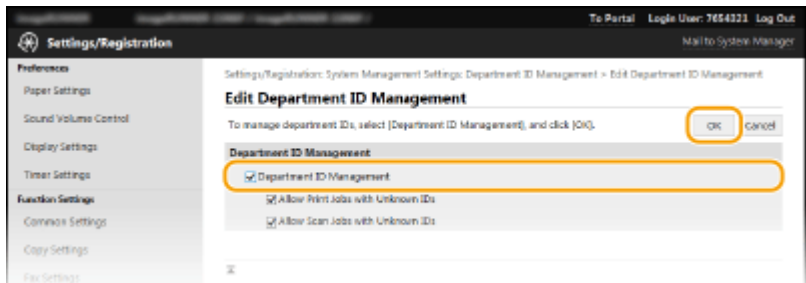 To Portal Login User: 7654321 Log Out
Settings/Registration
Mail to System Manager
Preferences
Paper Settings
Sound Volume Control
Display Settings
Timer Settings
Function Settings
Common Settings
Copy Settings
Fax Settings
Settings/Registration: System Management Settings: Department ID Management > Edit Department ID Management
Edit Department ID Management
To manage department IDs, select [Department ID Management], and click [OK].
OK
Cancel
Department ID Management
Department ID Management
Allow Print Jobs with Unknown IDs
Allow Scan Jobs with Unknown IDs